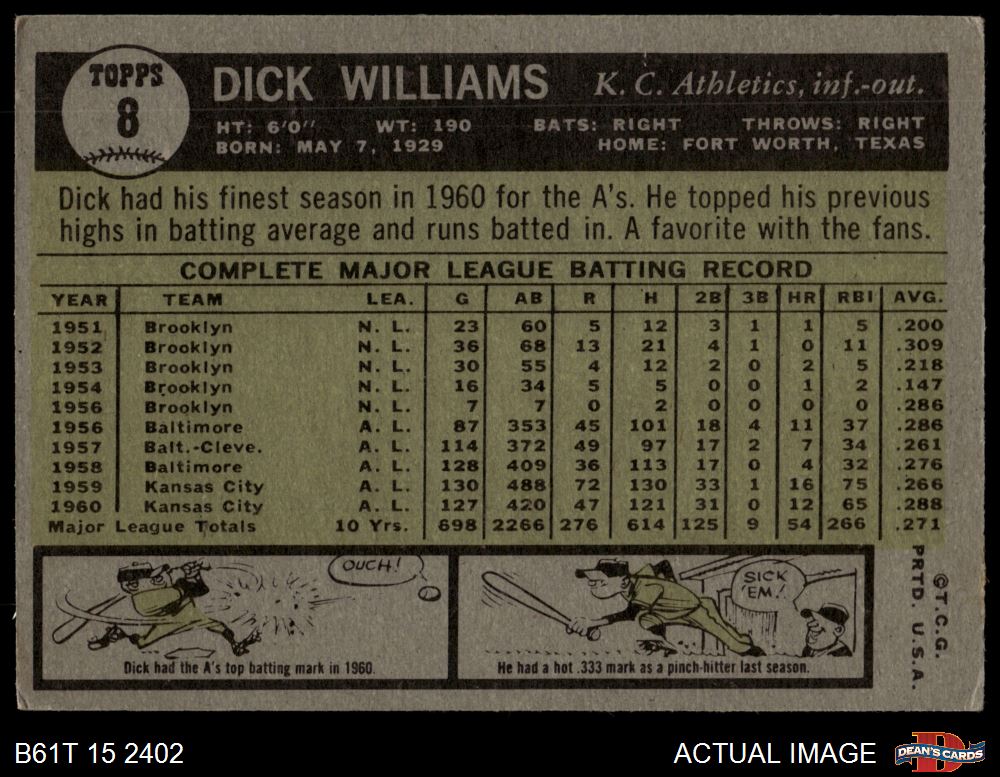 TOPPS
8
DICK WILLIAMS K. C. Athletics, inf.-out.
HT: 6'0'' WT: 190 BATS: RIGHT THROWS: RIGHT
BORN: MAY 7, 1929 HOME: FORT WORTH, TEXAS
Dick had his finest season in 1960 for the A's. He topped his previous
highs in batting average and runs batted in. A favorite with the fans.
COMPLETE MAJOR LEAGUE BATTING RECORD
YEAR TEAM LEA. G AB R H 2B 3B HR RBI AVG.
1951 Brooklyn N. L. 23 60 5 12 3 1 1 5 .200
1952 Brooklyn N. L. 36 68 13 21 4 1 0 11 .309
1953 Brooklyn N. L. 30 55 4 12 2 0 2 5 .218
1954 Brooklyn N. L. 16 34 5 5 0 0 1 2 .147
1956 Brooklyn N. L. 7 7 0 2 0 0 0 0 .286
1956 Baltimore A. L. 87 353 45 101 18 4 11 37 .286
1957 Balt.-Cleve. A. L. 114 372 49 97 17 2 7 34 .261
1958 Baltimore A. L. 128 409 36 113 17 0 4 32 .276
1959 Kansas City A. L. 130 488 72 130 33 1 16 75 .266
1960 Kansas City A. L. 127 420 47 121 31 0 12 65 .288
Major League Totals 10 Yrs. 698 2266 276 614 125 9 54 266 .271
OUCH!
Dick had the A's top batting mark in 1960.
SICK
'EM!
He had a hot .333 mark as a pinch-hitter last season.
©T.C.G.
PRTD. U.S.A.
B61T 15 2402 ACTUAL IMAGE
DEAN'S CARDS